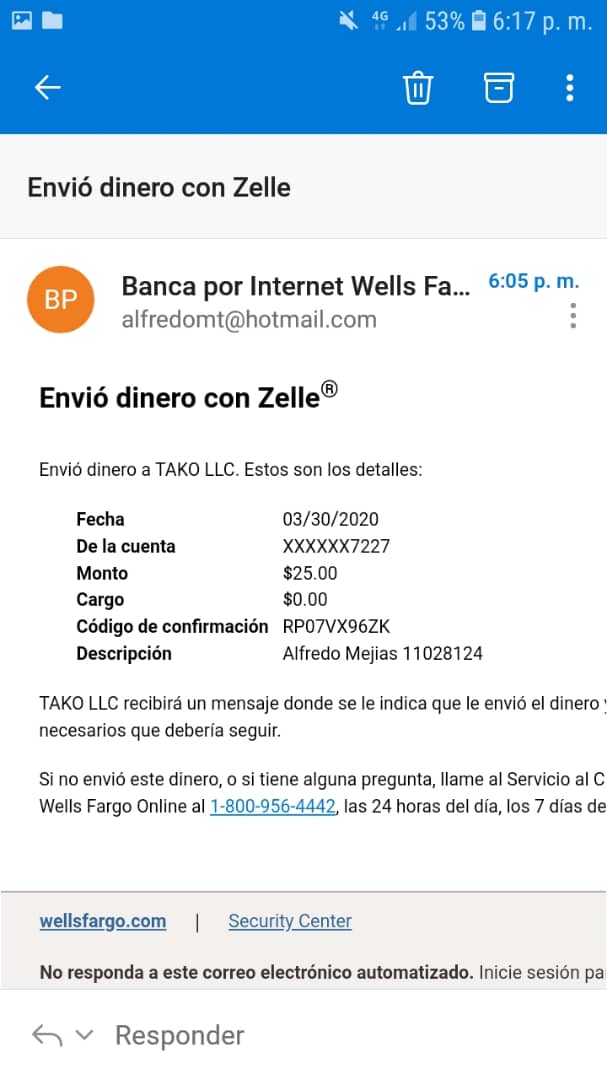 4G 53% 6:17 p. m.
Envió dinero con Zelle
BP
Banca por Internet Wells Fa... 6:05 p. m.
alfredomt@hotmail.com
Envió dinero con Zelle®
Envió dinero a TAKO LLC. Estos son los detalles:
Fecha 03/30/2020
De la cuenta XXXXXX7227
Monto $25.00
Cargo $0.00
Código de confirmación RP07VX96ZK
Descripción Alfredo Mejias 11028124
TAKO LLC recibirá un mensaje donde se le indica que le envió el dinero y
necesarios que debería seguir.
Si no envió este dinero, o si tiene alguna pregunta, llame al Servicio al C
Wells Fargo Online al 1-800-956-4442, las 24 horas del día, los 7 días de
wellsfargo.com | Security Center
No responda a este correo electrónico automatizado. Inicie sesión pa
Responder